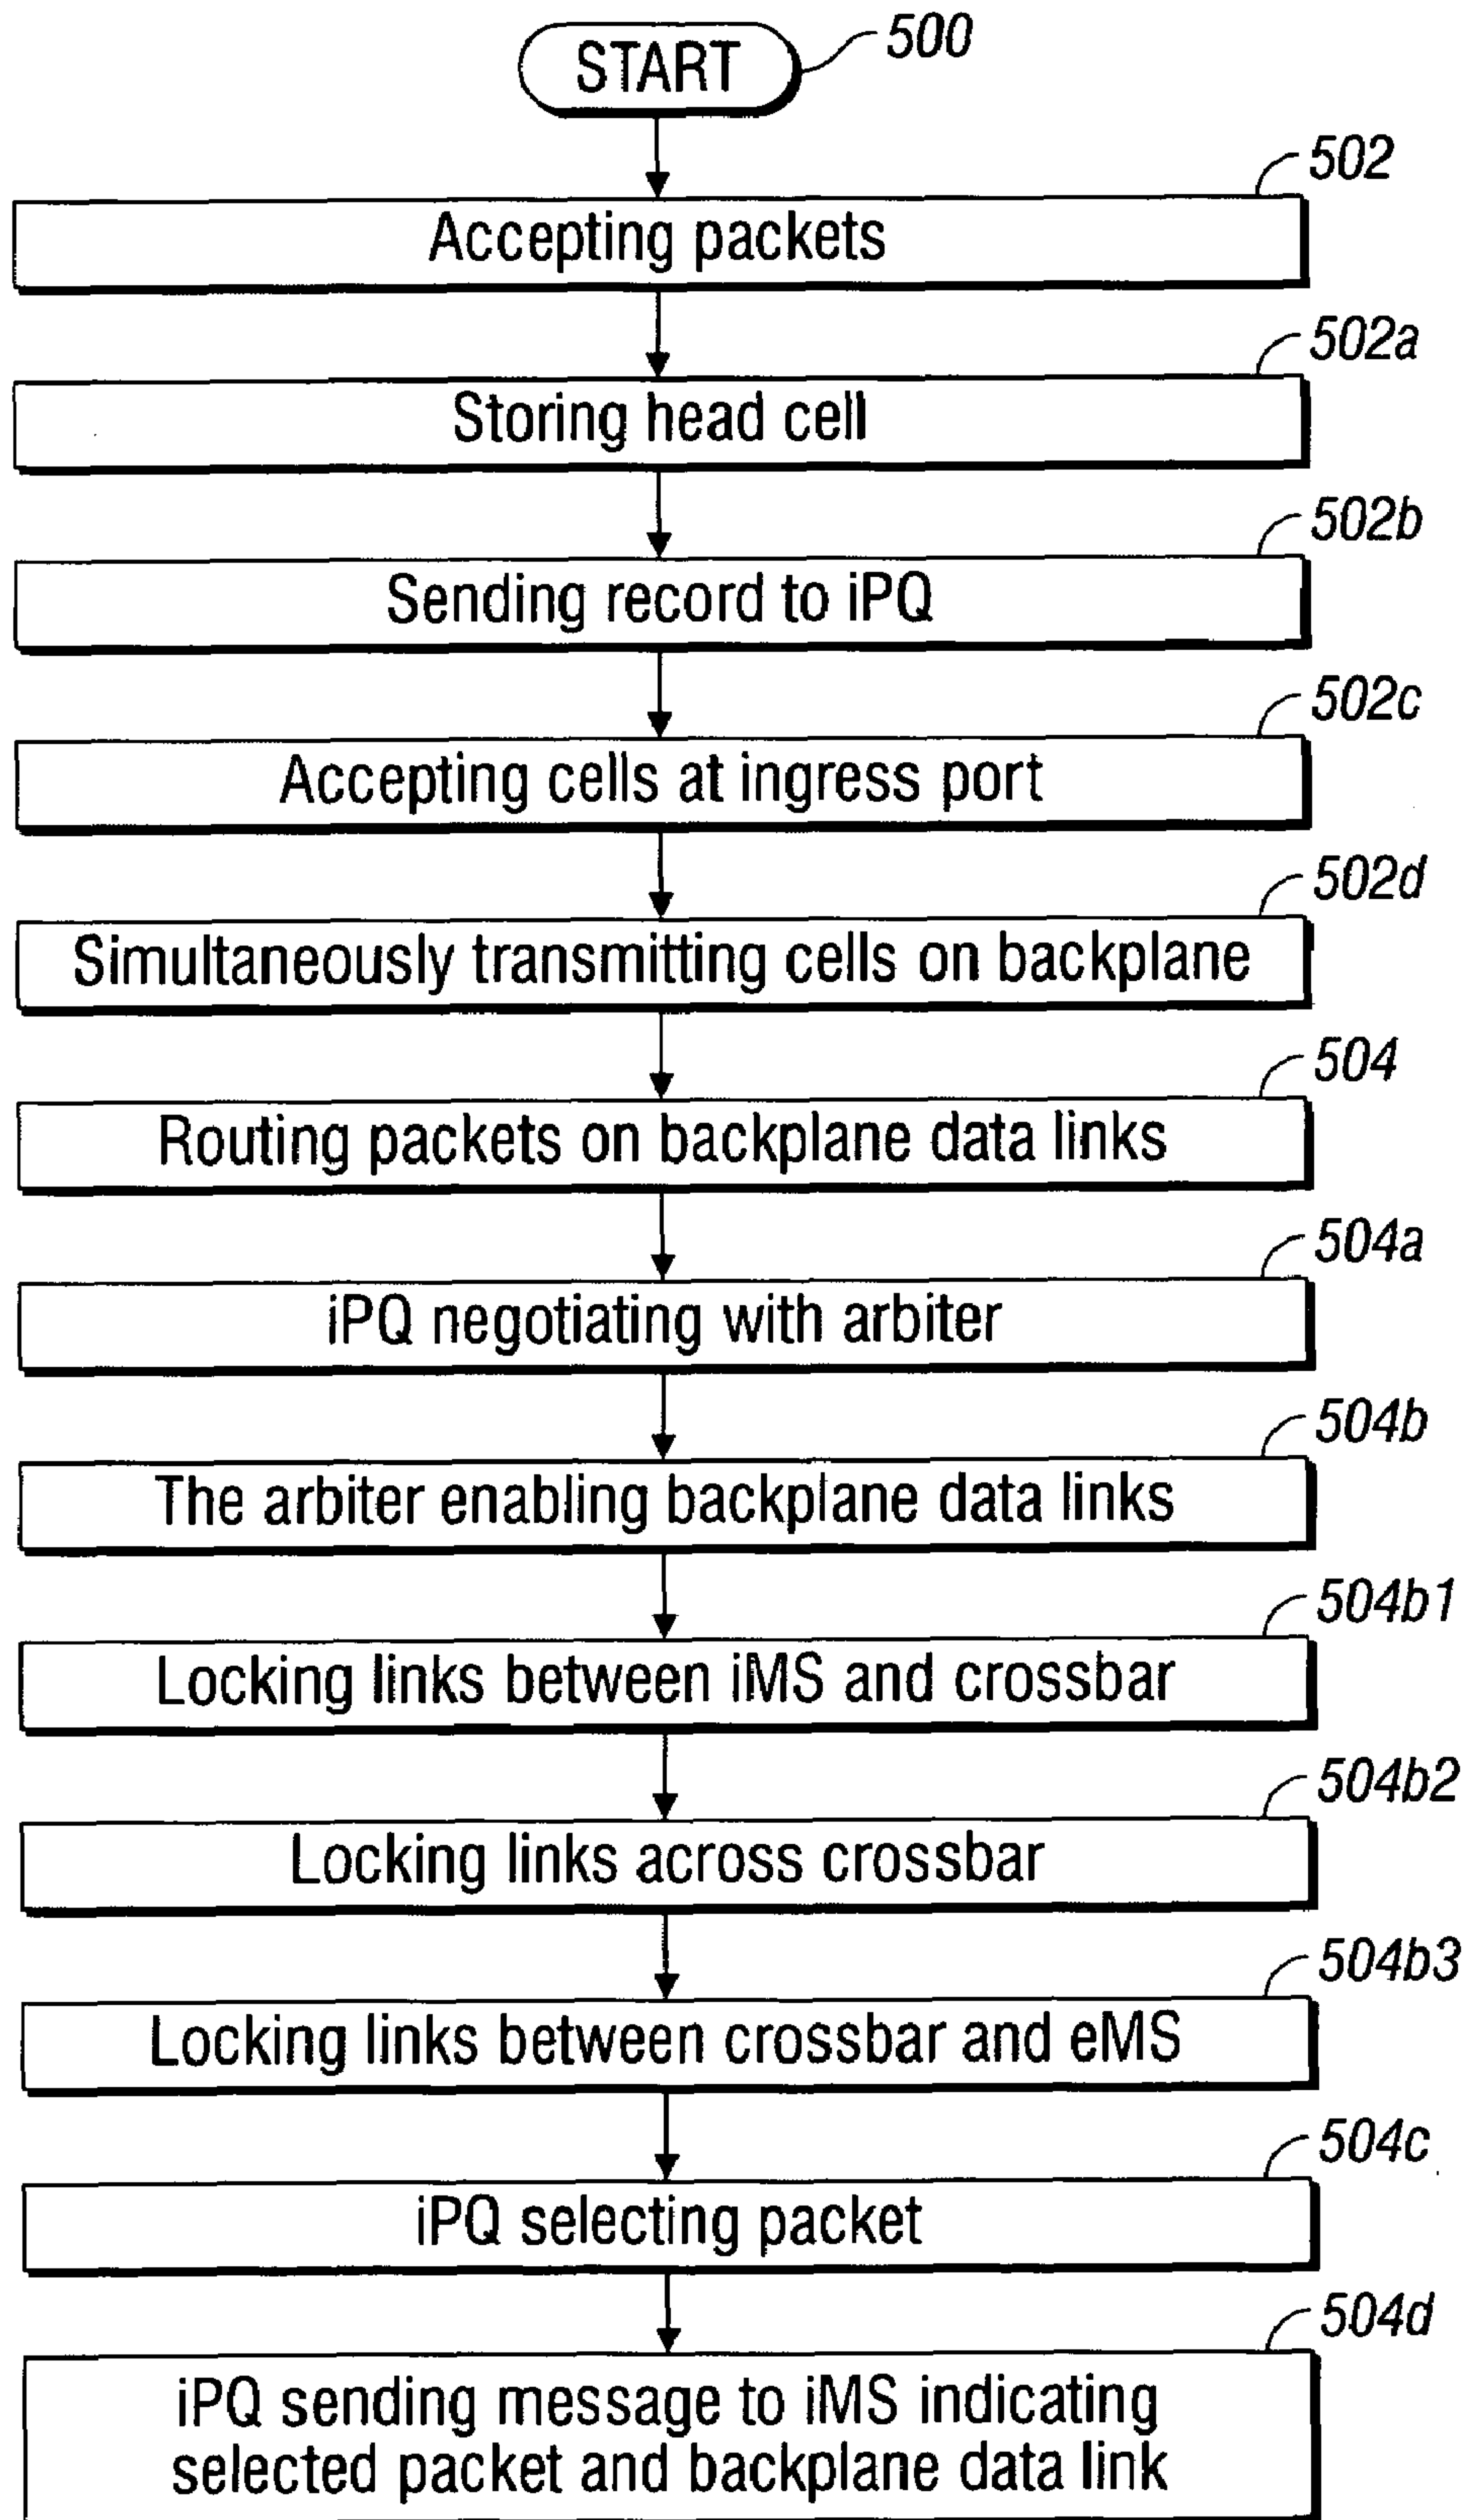 START
500
502
Accepting packets
502a
Storing head cell
502b
Sending record to iPQ
502c
Accepting cells at ingress port
502d
Simultaneously transmitting cells on backplane
504
Routing packets on backplane data links
504a
iPQ negotiating with arbiter
504b
The arbiter enabling backplane data links
504b1
Locking links between iMS and crossbar
504b2
Locking links across crossbar
504b3
Locking links between crossbar and eMS
504c
iPQ selecting packet
504d
iPQ sending message to iMS indicating
selected packet and backplane data link